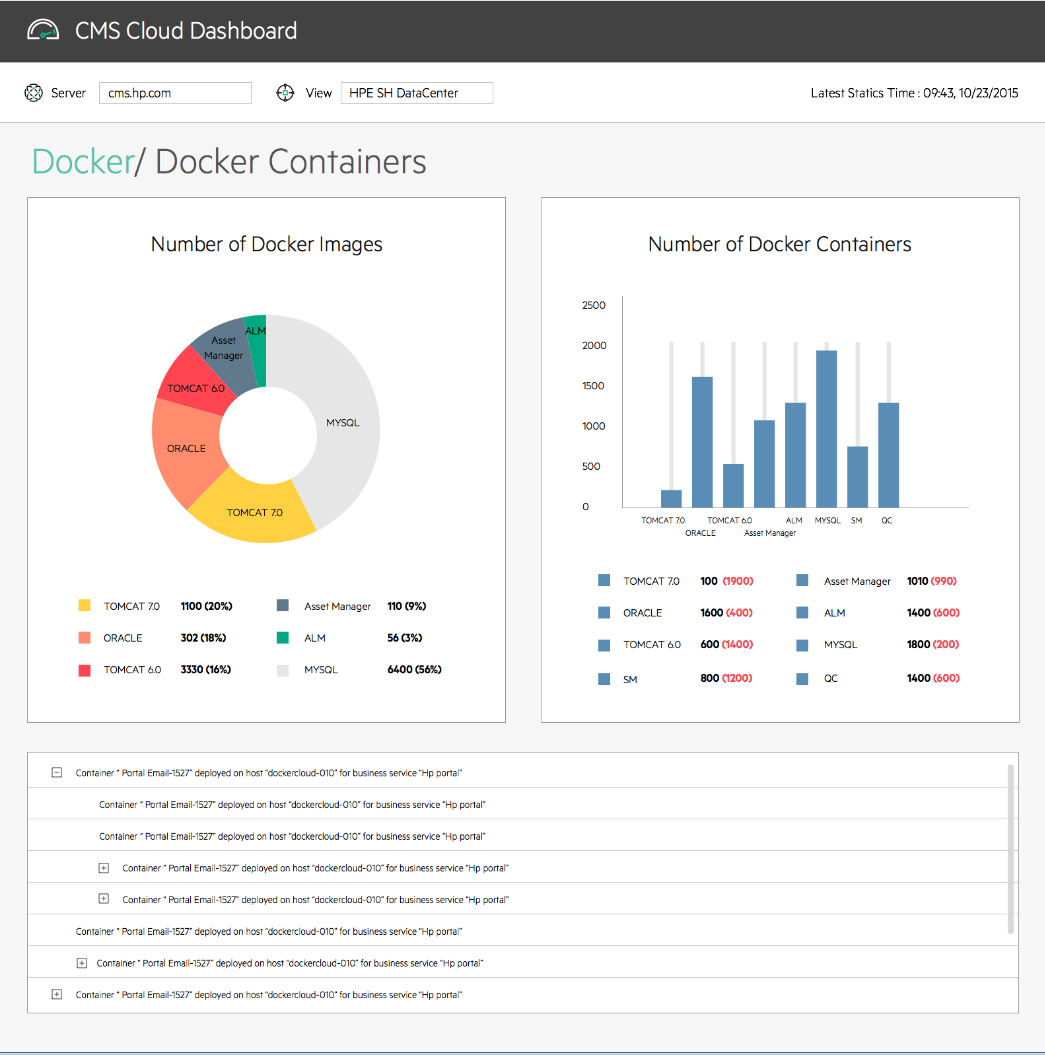 CMS Cloud Dashboard
Server cms.hp.com View HPE SH DataCenter Latest Statics Time : 09:43, 10/23/2015
Docker/ Docker Containers
Number of Docker Images
ALM
Asset
Manager
TOMCAT 6.0
MYSQL
ORACLE
TOMCAT 7.0
TOMCAT 7.0 1100 (20%) Asset Manager 110 (9%)
ORACLE 302 (18%) ALM 56 (3%)
TOMCAT 6.0 3330 (16%) MYSQL 6400 (56%)
Number of Docker Containers
2500
2000
1500
1000
500
0
TOMCAT 7.0 TOMCAT 6.0 ALM MYSQL SM QC
ORACLE Asset Manager
TOMCAT 7.0 100 (1900) Asset Manager 1010 (990)
ORACLE 1600 (400) ALM 1400 (600)
TOMCAT 6.0 600 (1400) MYSQL 1800 (200)
SM 800 (1200) QC 1400 (600)
Container " Portal Email-1527" deployed on host "dockercloud-010" for business service "Hp portal"
Container " Portal Email-1527" deployed on host "dockercloud-010" for business service "Hp portal"
Container " Portal Email-1527" deployed on host "dockercloud-010" for business service "Hp portal"
Container " Portal Email-1527" deployed on host "dockercloud-010" for business service "Hp portal"
Container " Portal Email-1527" deployed on host "dockercloud-010" for business service "Hp portal"
Container " Portal Email-1527" deployed on host "dockercloud-010" for business service "Hp portal"
Container " Portal Email-1527" deployed on host "dockercloud-010" for business service "Hp portal"
Container " Portal Email-1527" deployed on host "dockercloud-010" for business service "Hp portal"